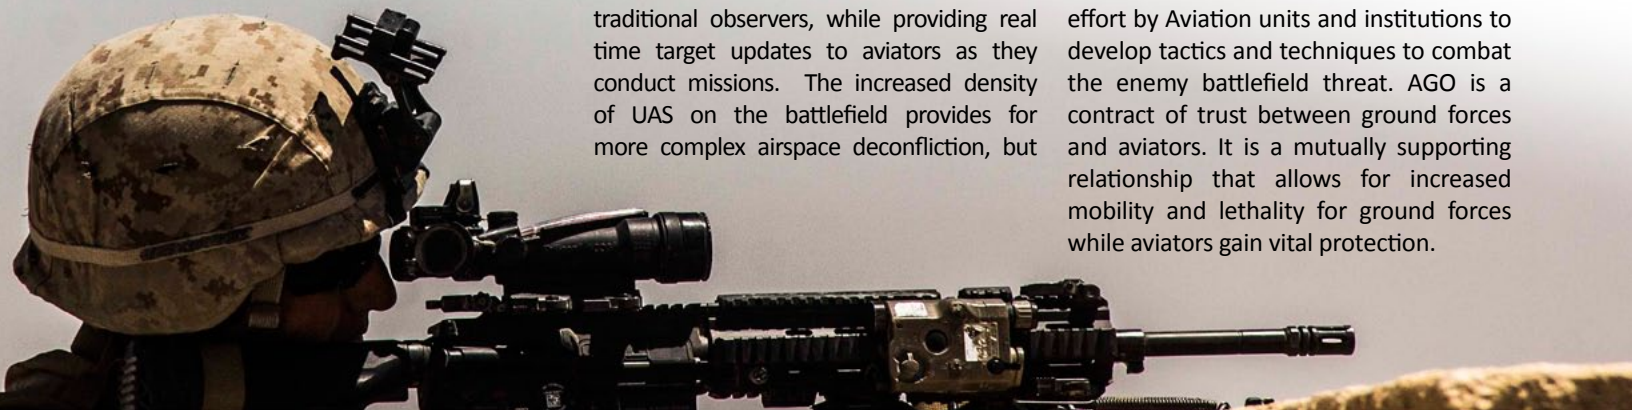 traditional observers, while providing real
time target updates to aviators as they
conduct missions. The increased density
of UAS on the battlefield provides for
more complex airspace deconfliction, but
effort by Aviation units and institutions to
develop tactics and techniques to combat
the enemy battlefield threat. AGO is a
contract of trust between ground forces
and aviators. It is a mutually supporting
relationship that allows for increased
mobility and lethality for ground forces
while aviators gain vital protection.